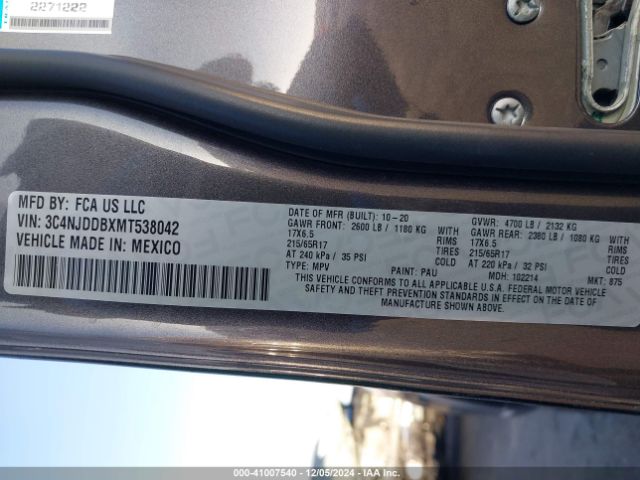 2271222
MFD BY: FCA US LLC
VIN: 3C4NJDDBXMT538042
VEHICLE MADE IN: MEXICO
DATE OF MFR (BUILT): 10-20
GAWR FRONT: 2600 LB / 1180 KG
17X6.5 WITH RIMS
215/65R17 TIRES
AT 240 kPa / 35 PSI
TYPE: MPV
PAINT: PAU
GVWR: 4700 LB / 2132 KG
GAWR REAR: 2380 LB / 1080 KG
17X6.5 WITH RIMS
215/65R17 TIRES
AT 220 kPa / 32 PSI
MDH: 102214
MKT: 875
THIS VEHICLE CONFORMS TO ALL APPLICABLE U.S.A. FEDERAL MOTOR VEHICLE
SAFETY AND THEFT PREVENTION STANDARDS IN EFFECT ON THE DATE OF
MANUFACTURE SHOWN ABOVE.
000-41007540 - 12/05/2024 - IAA Inc.